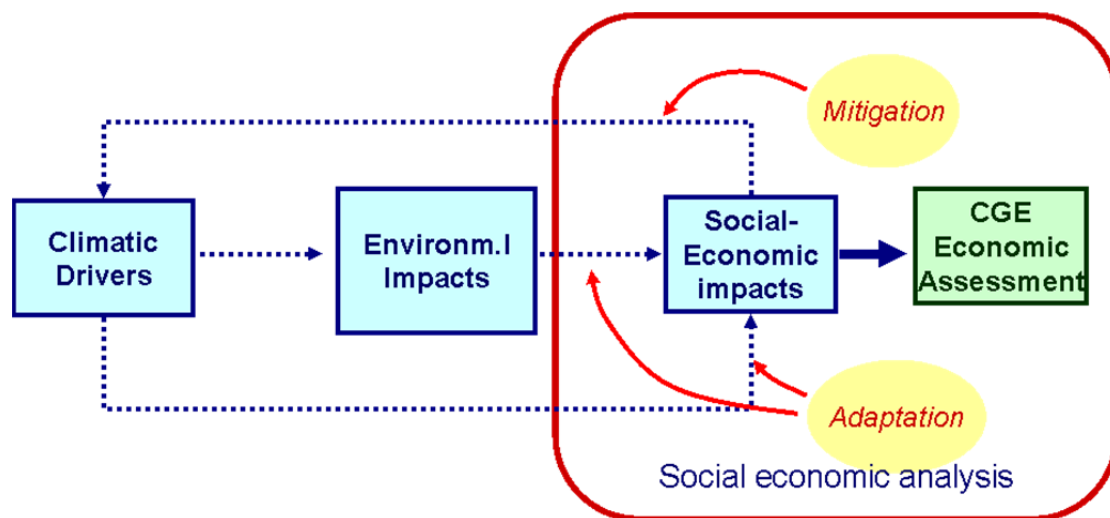 Mitigation
Climatic
Drivers
Environm.l
Impacts
Social-
Economic
impacts
CGE
Economic
Assessment
Adaptation
Social economic analysis